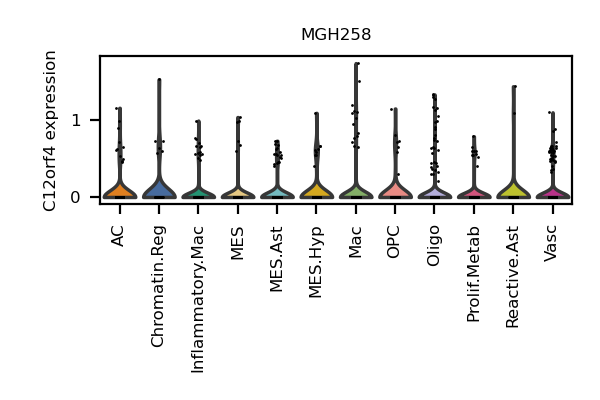 MGH258
C12orf4 expression
1
0
AC
Chromatin.Reg
Inflammatory.Mac
MES
MES.Ast
MES.Hyp
Mac
OPC
Oligo
Prolif.Metab
Reactive.Ast
Vasc